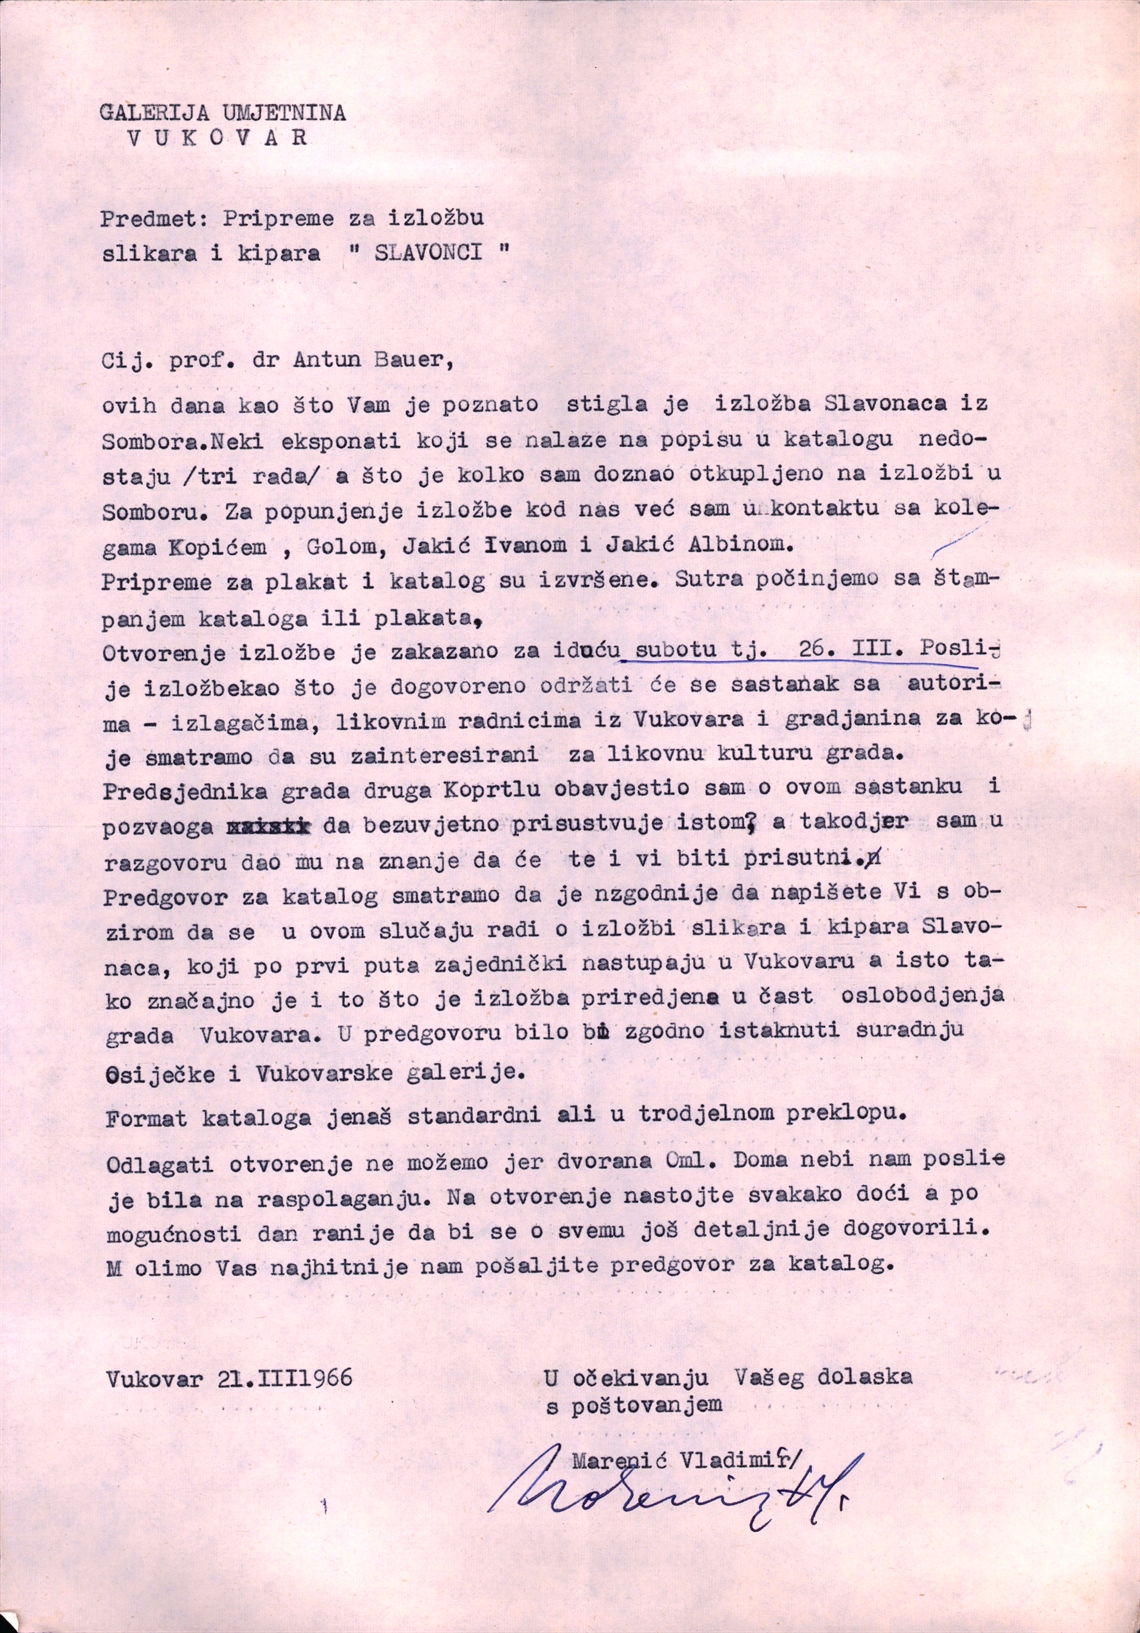 GALERIJA UMJETNINA
V U K O V A R
Predmet: Pripreme za izložbu
slikara i kipara " SLAVONCI "
Cij. prof. dr Antun Bauer,
ovih dana kao što Vam je poznato stigla je izložba Slavonaca iz
Sombora.Neki eksponati koji se nalaze na popisu u katalogu nedo-
staju /tri rada/ a što je kolko sam doznao otkupljeno na izložbi u
Somboru. Za popunjenje izložbe kod nas već sam u kontaktu sa kole-
gama Kopićem , Golom, Jakić Ivanom i Jakić Albinom.
Pripreme za plakat i katalog su izvršene. Sutra počinjemo sa štam-
panjem kataloga ili plakata,
Otvorenje izložbe je zakazano za iduću subotu tj. 26. III. Posli-
je izložbekao što je dogovoreno održati će se sastanak sa autori-
ma - izlagačima, likovnim radnicima iz Vukovara i gradjanina za ko-
je smatramo da su zainteresirani za likovnu kulturu grada.
Predsjednika grada druga Koprtlu obavjestio sam o ovom sastanku i
pozvaoga da bezuvjetno prisustvuje istom? a takodjer sam u
razgovoru dao mu na znanje da će te i vi biti prisutni.
Predgovor za katalog smatramo da je nzgodnije da napišete Vi s ob-
zirom da se u ovom slučaju radi o izložbi slikara i kipara Slavo-
naca, koji po prvi puta zajednički nastupaju u Vukovaru a isto ta-
ko značajno je i to što je izložba priredjena u čast oslobodjenja
grada Vukovara. U predgovoru bilo bi zgodno istaknuti suradnju
Osiječke i Vukovarske galerije.
Format kataloga jenaš standardni ali u trodjelnom preklopu.
Odlagati otvorenje ne možemo jer dvorana Oml. Doma nebi nam poslie
je bila na raspolaganju. Na otvorenje nastojte svakako doći a po
mogućnosti dan ranije da bi se o svemu još detaljnije dogovorili.
M olimo Vas najhitnije nam pošaljite predgovor za katalog.
Vukovar 21.III1966
U očekivanju Vašeg dolaska
s poštovanjem
Marenić Vladimir/
Marenić Vl.